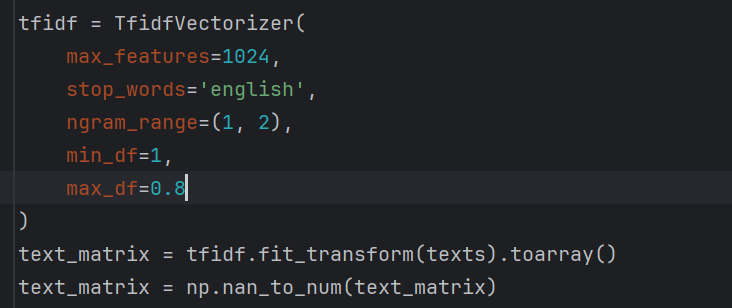 tfidf = TfidfVectorizer(
    max_features=1024,
    stop_words='english',
    ngram_range=(1, 2),
    min_df=1,
    max_df=0.8
)
text_matrix = tfidf.fit_transform(texts).toarray()
text_matrix = np.nan_to_num(text_matrix)